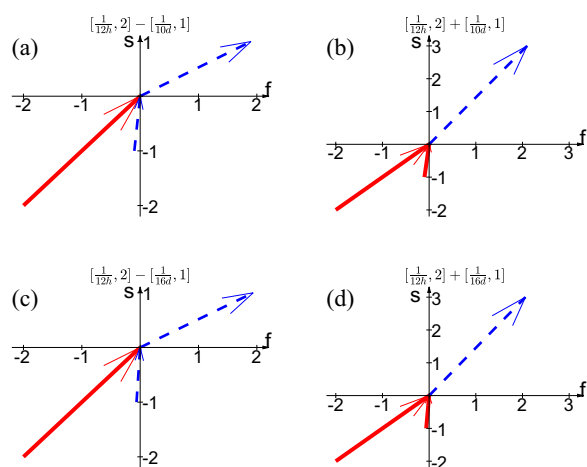 (a)
[1/12h, 2] − [1/10d, 1]
s
1
-2 -1 1 2 f
-1
-2
(b)
[1/12h, 2] + [1/10d, 1]
s
3
2
1
-2 -1 1 2 3 f
-1
-2
(c)
[1/12h, 2] − [1/16d, 1]
s
1
-2 -1 1 2 f
-1
-2
(d)
[1/12h, 2] + [1/16d, 1]
s
3
2
1
-2 -1 1 2 3 f
-1
-2